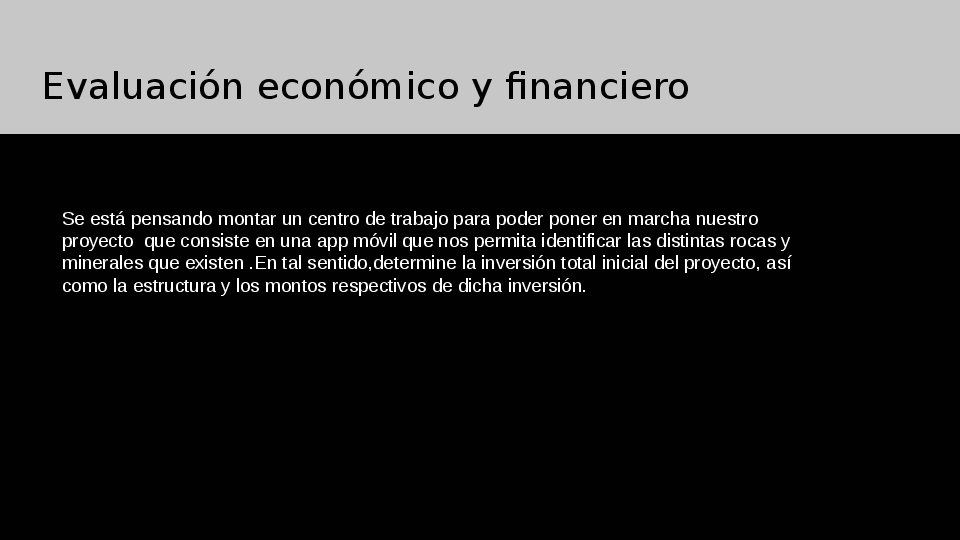 Evaluación económico y financiero
Se está pensando montar un centro de trabajo para poder poner en marcha nuestro
proyecto  que consiste en una app móvil que nos permita identificar las distintas rocas y
minerales que existen .En tal sentido,determine la inversión total inicial del proyecto, así
como la estructura y los montos respectivos de dicha inversión.